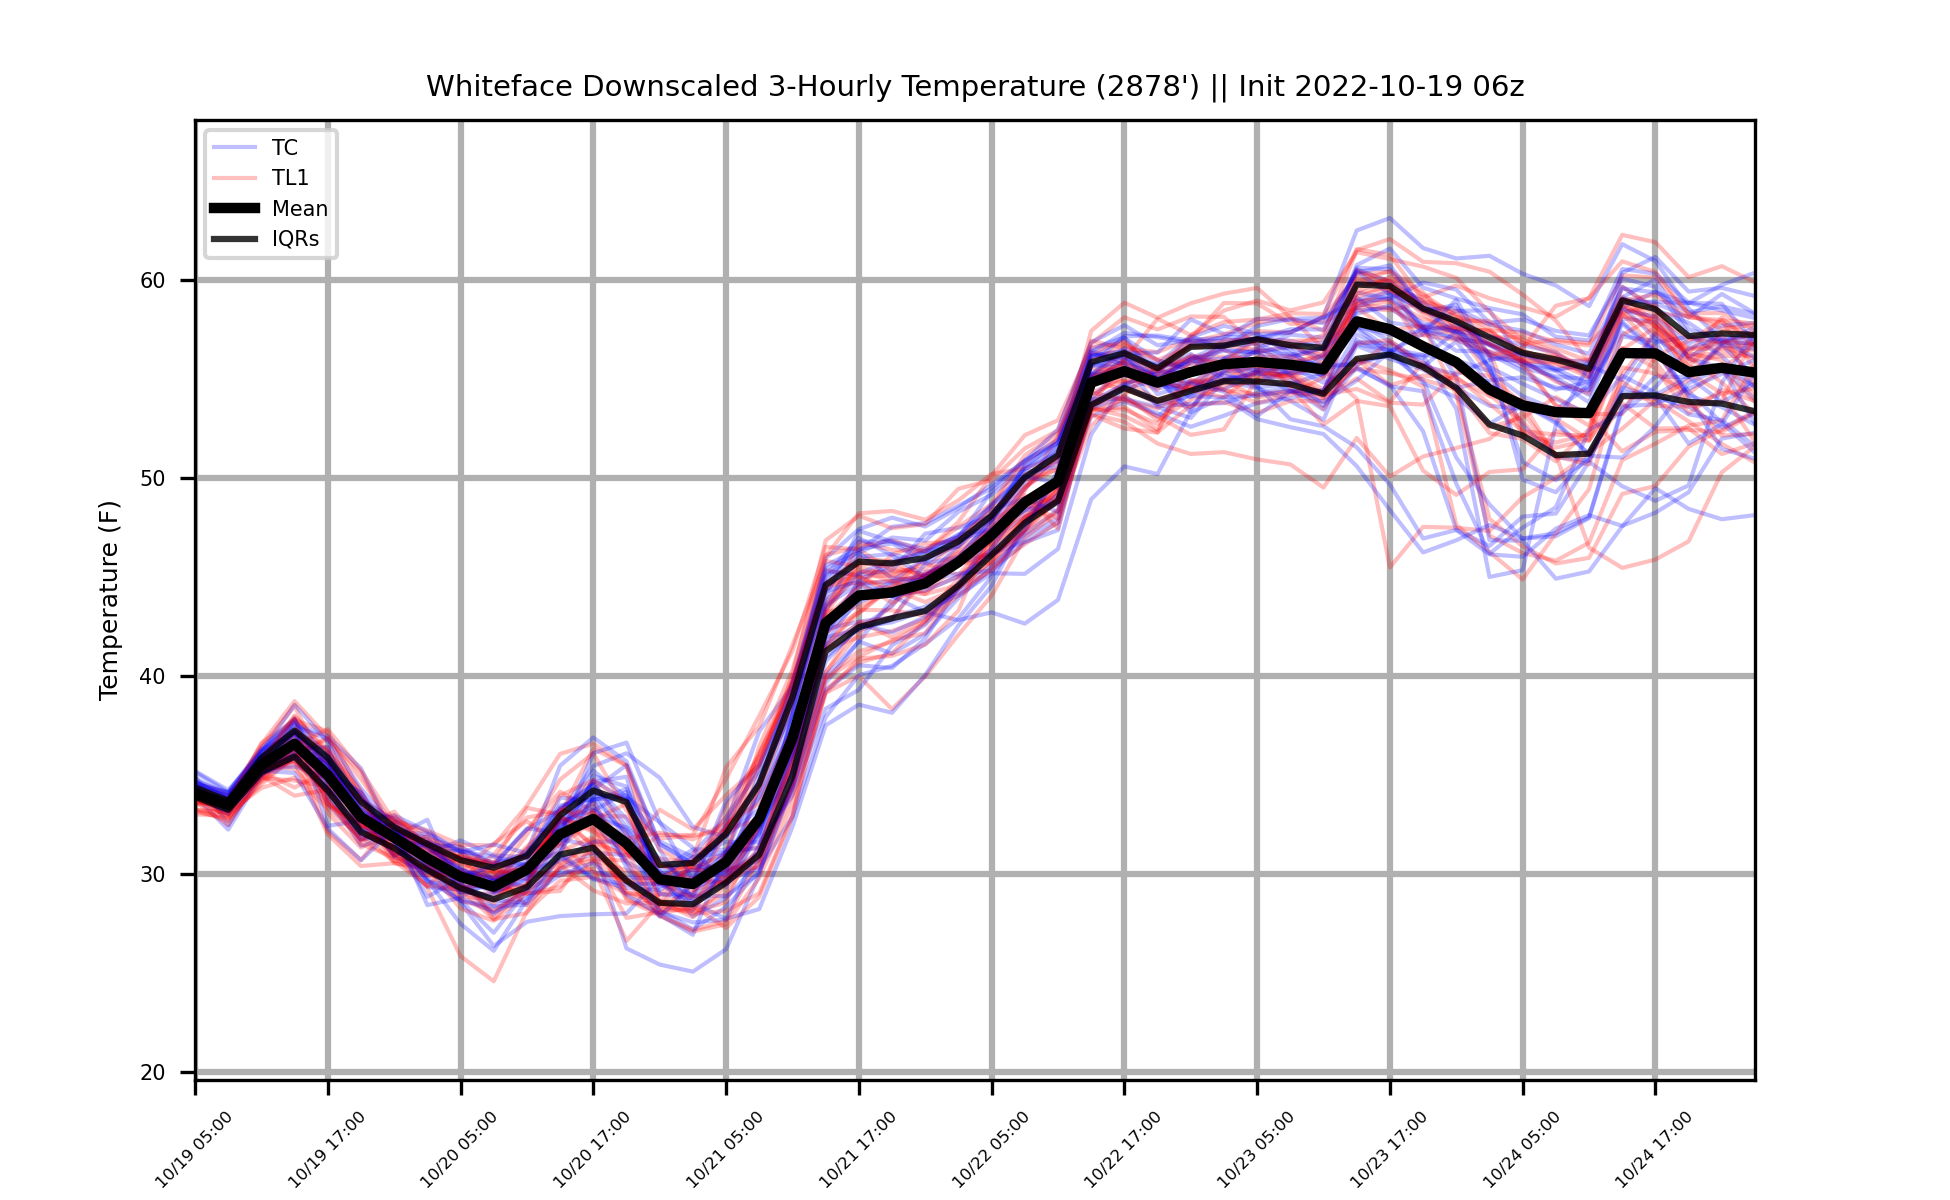 Whiteface Downscaled 3-Hourly Temperature (2878') || Init 2022-10-19 06z
TC
TL1
Mean
IQRs
60
50
40
30
20
Temperature (F)
10/19 05:00
10/19 17:00
10/20 05:00
10/20 17:00
10/21 05:00
10/21 17:00
10/22 05:00
10/22 17:00
10/23 05:00
10/23 17:00
10/24 05:00
10/24 17:00